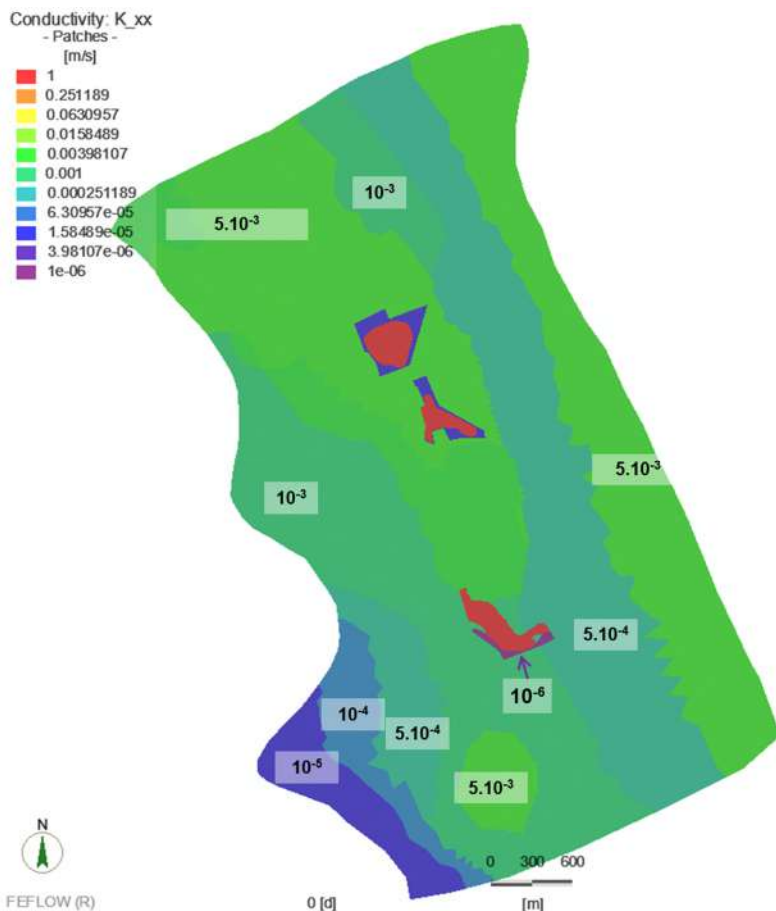 Conductivity: K_xx
- Patches -
[m/s]
1
0.251189
0.0630957
0.0158489
0.00398107
0.001
0.000251189
6.30957e-05
1.58489e-05
3.98107e-06
1e-06
10⁻³
5.10⁻³
5.10⁻³
10⁻³
5.10⁻⁴
10⁻⁶
10⁻⁴
5.10⁻⁴
10⁻⁵
5.10⁻³
N
0 300 600
FEFLOW (R)
0 [d]
[m]